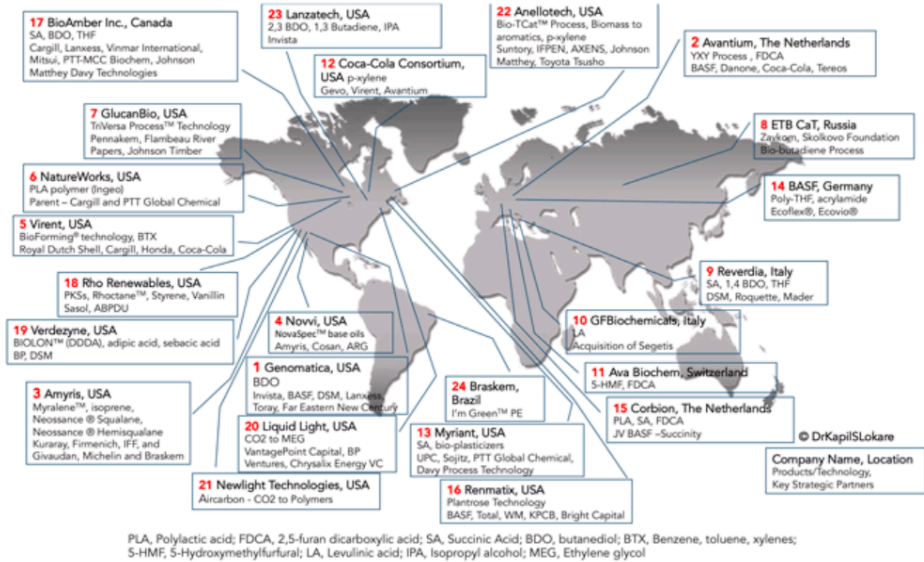 17 BioAmber Inc., Canada
SA, BDO, THF
Cargill, Lanxess, Vinmar International,
Mitsui, PTT-MCC Biochem, Johnson
Matthey Davy Technologies
23 Lanzatech, USA
2,3 BDO, 1,3 Butadiene, IPA
Invista
22 Anellotech, USA
Bio-TCat™ Process, Biomass to
aromatics, p-xylene
Suntory, IFPEN, AXENS, Johnson
Matthey, Toyota Tsusho
2 Avantium, The Netherlands
YXY Process , FDCA
BASF, Danone, Coca-Cola, Tereos
12 Coca-Cola Consortium,
USA p-xylene
Gevo, Virent, Avantium
7 GlucanBio, USA
TriVersa Process™ Technology
Pennakem, Flambeau River
Papers, Johnson Timber
8 ETB CaT, Russia
Zaykom, Skolkovo Foundation
Bio-butadiene Process
6 NatureWorks, USA
PLA polymer (Ingeo)
Parent – Cargill and PTT Global Chemical
14 BASF, Germany
Poly-THF, acrylamide
Ecoflex®, Ecovio®
5 Virent, USA
BioForming® technology, BTX
Royal Dutch Shell, Cargill, Honda, Coca-Cola
18 Rho Renewables, USA
PKSs, Rhoctane™, Styrene, Vanillin
Sasol, ABPDU
9 Reverdia, Italy
SA, 1,4 BDO, THF
DSM, Roquette, Mader
19 Verdezyne, USA
BIOLON™ (DDDA), adipic acid, sebacic acid
BP, DSM
4 Novvi, USA
NovaSpec™ base oils
Amyris, Cosan, ARG
10 GFBiochemicals, Italy
LA
Acquisition of Segetis
1 Genomatica, USA
BDO
Invista, BASF, DSM, Lanxess,
Toray, Far Eastern New Century
11 Ava Biochem, Switzerland
5-HMF, FDCA
3 Amyris, USA
Myralene™, isoprene,
Neossance ® Squalane,
Neossance ® Hemisqualane
Kuraray, Firmenich, IFF, and
Givaudan, Michelin and Braskem
24 Braskem,
Brazil
I'm Green™ PE
15 Corbion, The Netherlands
PLA, SA, FDCA
JV BASF –Succinity
20 Liquid Light, USA
CO2 to MEG
VantagePoint Capital, BP
Ventures, Chrysalix Energy VC
13 Myriant, USA
SA, bio-plasticizers
UPC, Sojitz, PTT Global Chemical,
Davy Process Technology
© DrKapilSLokare
Company Name, Location
Products/Technology,
Key Strategic Partners
21 Newlight Technologies, USA
Aircarbon - CO2 to Polymers
16 Renmatix, USA
Plantrose Technology
BASF, Total, WM, KPCB, Bright Capital
PLA, Polylactic acid; FDCA, 2,5-furan dicarboxylic acid; SA, Succinic Acid; BDO, butanediol; BTX, Benzene, toluene, xylenes;
5-HMF, 5-Hydroxymethylfurfural; LA, Levulinic acid; IPA, Isopropyl alcohol; MEG, Ethylene glycol